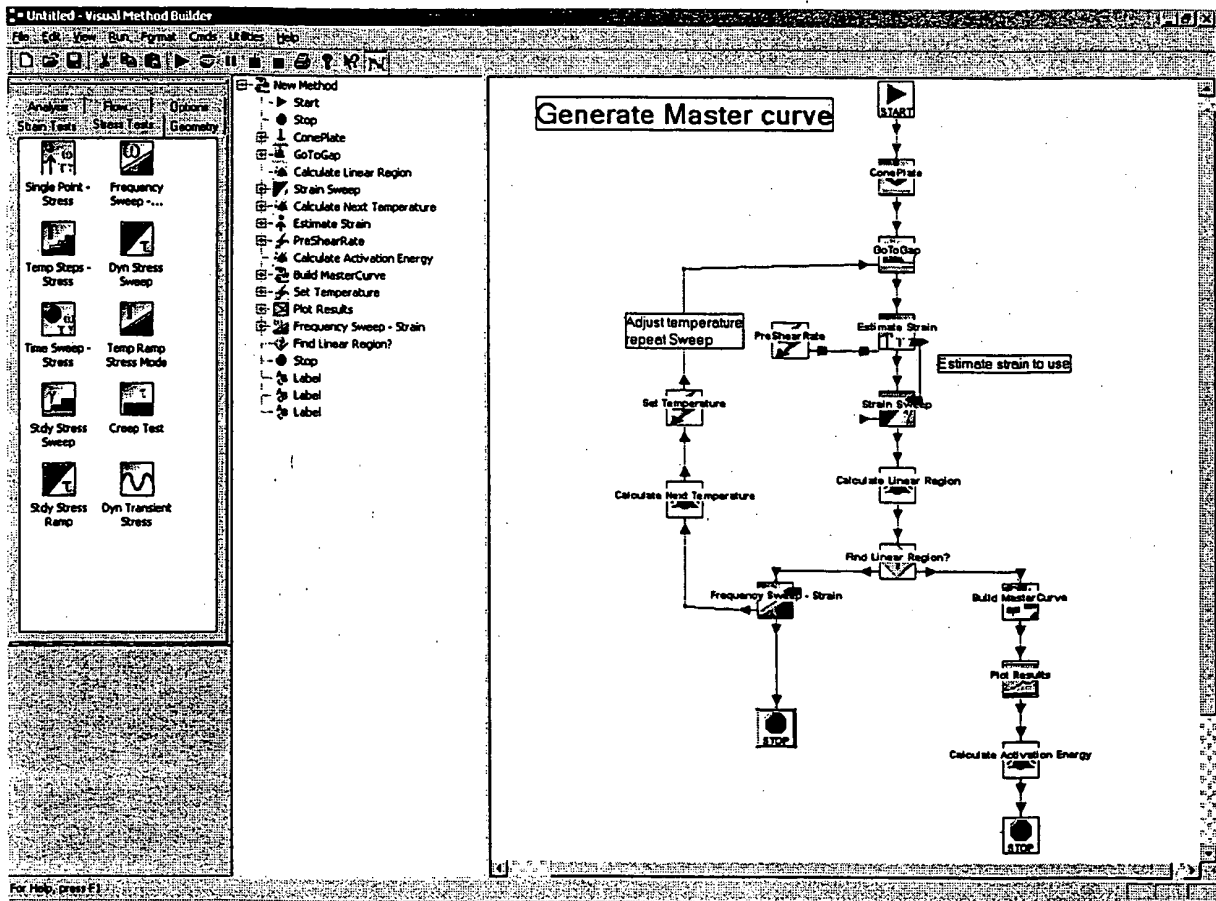 Untitled - Visual Method Builder
File Edit View Run Format Cmds Utilities Help
Analysis Flow Options
Strain Tests Stress Tests Geometry
Single Point -
Stress
Frequency
Sweep -...
Temp Steps -
Stress
Dyn Stress
Sweep
Time Sweep -
Stress
Temp Ramp
Stress Mode
Stdy Stress
Sweep
Creep Test
Stdy Stress
Ramp
Dyn Transient
Stress
New Method
Start
Stop
ConePlate
GoToGap
Calculate Linear Region
Strain Sweep
Calculate Next Temperature
Estimate Strain
PreShearRate
Calculate Activation Energy
Build MasterCurve
Set Temperature
Plot Results
Frequency Sweep - Strain
Find Linear Region?
Stop
Label
Label
Label
Generate Master curve
START
ConePlate
GoToGap
Adjust temperature
repeat Sweep
PreShearRate
Estimate Strain
Estimate strain to use
Set Temperature
Strain Sweep
Calculate Next Temperature
Calculate Linear Region
Find Linear Region?
Frequency Sweep - Strain
Build MasterCurve
Plot Results
STOP
Calculate Activation Energy
STOP
For Help, press F1